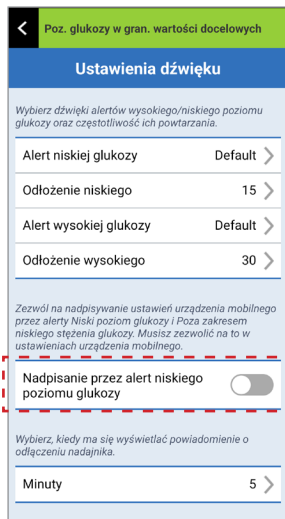 Poz. glukozy w gran. wartości docelowych
Ustawienia dźwięku
Wybierz dźwięki alertów wysokiego/niskiego poziomu
glukozy oraz częstotliwość ich powtarzania.
Alert niskiej glukozy Default
Odłożenie niskiego 15
Alert wysokiej glukozy Default
Odłożenie wysokiego 30
Zezwól na nadpisywanie ustawień urządzenia mobilnego
przez alerty Niski poziom glukozy i Poza zakresem
niskiego stężenia glukozy. Musisz zezwolić na to w
ustawieniach urządzenia mobilnego.
Nadpisanie przez alert niskiego
poziomu glukozy
Wybierz, kiedy ma się wyświetlać powiadomienie o
odłączeniu nadajnika.
Minuty 5